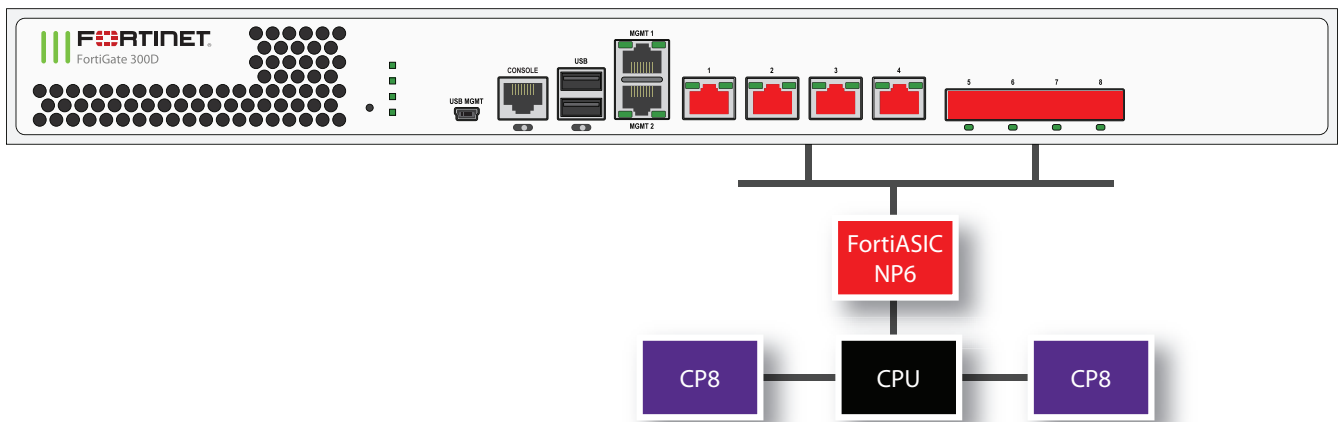 FORTINET
FortiGate 300D
USB MGMT
CONSOLE
USB
MGMT 1
MGMT 2
1 2 3 4
5 6 7 8
FortiASIC
NP6
CP8 CPU CP8